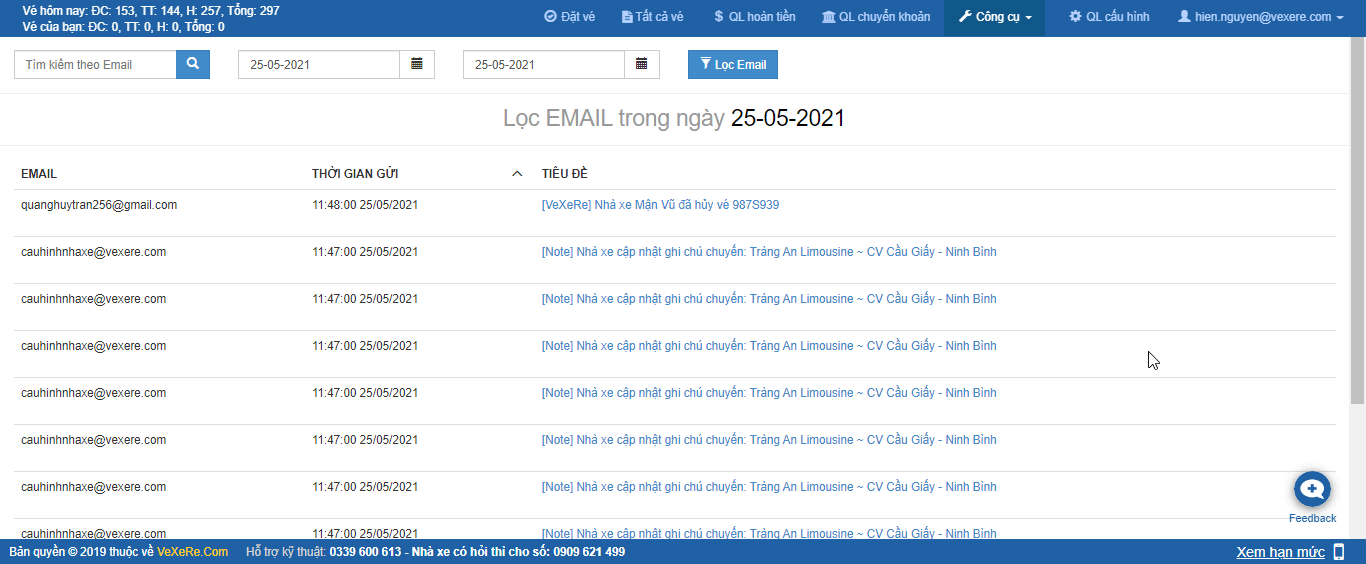 Vé hôm nay: ĐC: 153, TT: 144, H: 257, Tổng: 297
Vé của bạn: ĐC: 0, TT: 0, H: 0, Tổng: 0
Đặt vé Tất cả vé $ QL hoàn tiền QL chuyển khoản Công cụ QL cấu hình hien.nguyen@vexere.com
Tìm kiếm theo Email 25-05-2021 25-05-2021 Lọc Email
Lọc EMAIL trong ngày 25-05-2021
EMAIL THỜI GIAN GỬI TIÊU ĐỀ
quanghuytran256@gmail.com 11:48:00 25/05/2021 [VeXeRe] Nhà xe Mận Vũ đã hủy vé 987S939
cauhinhnhaxe@vexere.com 11:47:00 25/05/2021 [Note] Nhà xe cập nhật ghi chú chuyến: Tràng An Limousine ~ CV Cầu Giấy - Ninh Bình
cauhinhnhaxe@vexere.com 11:47:00 25/05/2021 [Note] Nhà xe cập nhật ghi chú chuyến: Tràng An Limousine ~ CV Cầu Giấy - Ninh Bình
cauhinhnhaxe@vexere.com 11:47:00 25/05/2021 [Note] Nhà xe cập nhật ghi chú chuyến: Tràng An Limousine ~ CV Cầu Giấy - Ninh Bình
cauhinhnhaxe@vexere.com 11:47:00 25/05/2021 [Note] Nhà xe cập nhật ghi chú chuyến: Tràng An Limousine ~ CV Cầu Giấy - Ninh Bình
cauhinhnhaxe@vexere.com 11:47:00 25/05/2021 [Note] Nhà xe cập nhật ghi chú chuyến: Tràng An Limousine ~ CV Cầu Giấy - Ninh Bình
cauhinhnhaxe@vexere.com 11:47:00 25/05/2021 [Note] Nhà xe cập nhật ghi chú chuyến: Tràng An Limousine ~ CV Cầu Giấy - Ninh Bình
cauhinhnhaxe@vexere.com 11:47:00 25/05/2021 [Note] Nhà xe cập nhật ghi chú chuyến: Tràng An Limousine ~ CV Cầu Giấy - Ninh Bình
Feedback
Bản quyền © 2019 thuộc về VeXeRe.Com Hỗ trợ kỹ thuật: 0339 600 613 - Nhà xe có hỏi thì cho số: 0909 621 499 Xem hạn mức